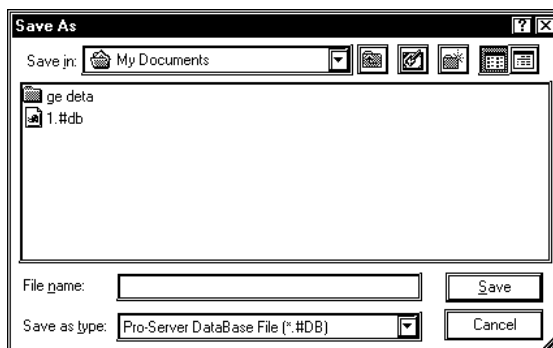 Save As
Save in: My Documents
ge deta
1.#db
File name:
Save
Save as type: Pro-Server DataBase File (*.#DB)
Cancel